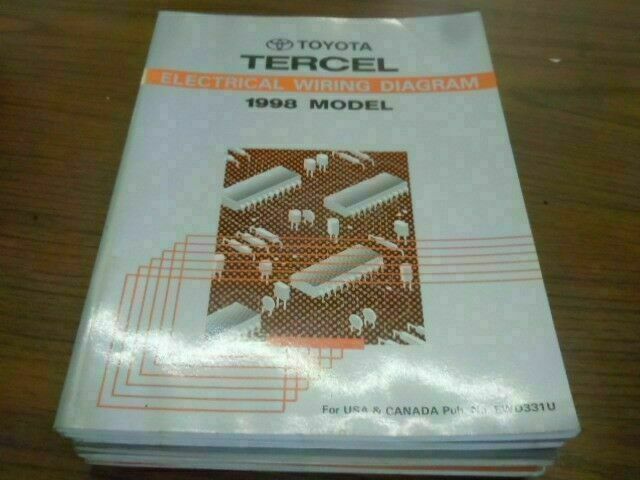 TOYOTA
TERCEL
ELECTRICAL WIRING DIAGRAM
1998 MODEL
For USA & CANADA Pub. No. EWD331U